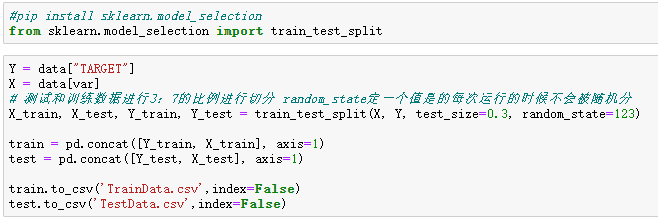 #pip install sklearn.model_selection
from sklearn.model_selection import train_test_split
Y = data["TARGET"]
X = data[var]
# 测试和训练数据进行3：7的比例进行切分 random_state定一个值是的每次运行的时候不会被随机分
X_train, X_test, Y_train, Y_test = train_test_split(X, Y, test_size=0.3, random_state=123)
train = pd.concat([Y_train, X_train], axis=1)
test = pd.concat([Y_test, X_test], axis=1)
train.to_csv('TrainData.csv',index=False)
test.to_csv('TestData.csv',index=False)